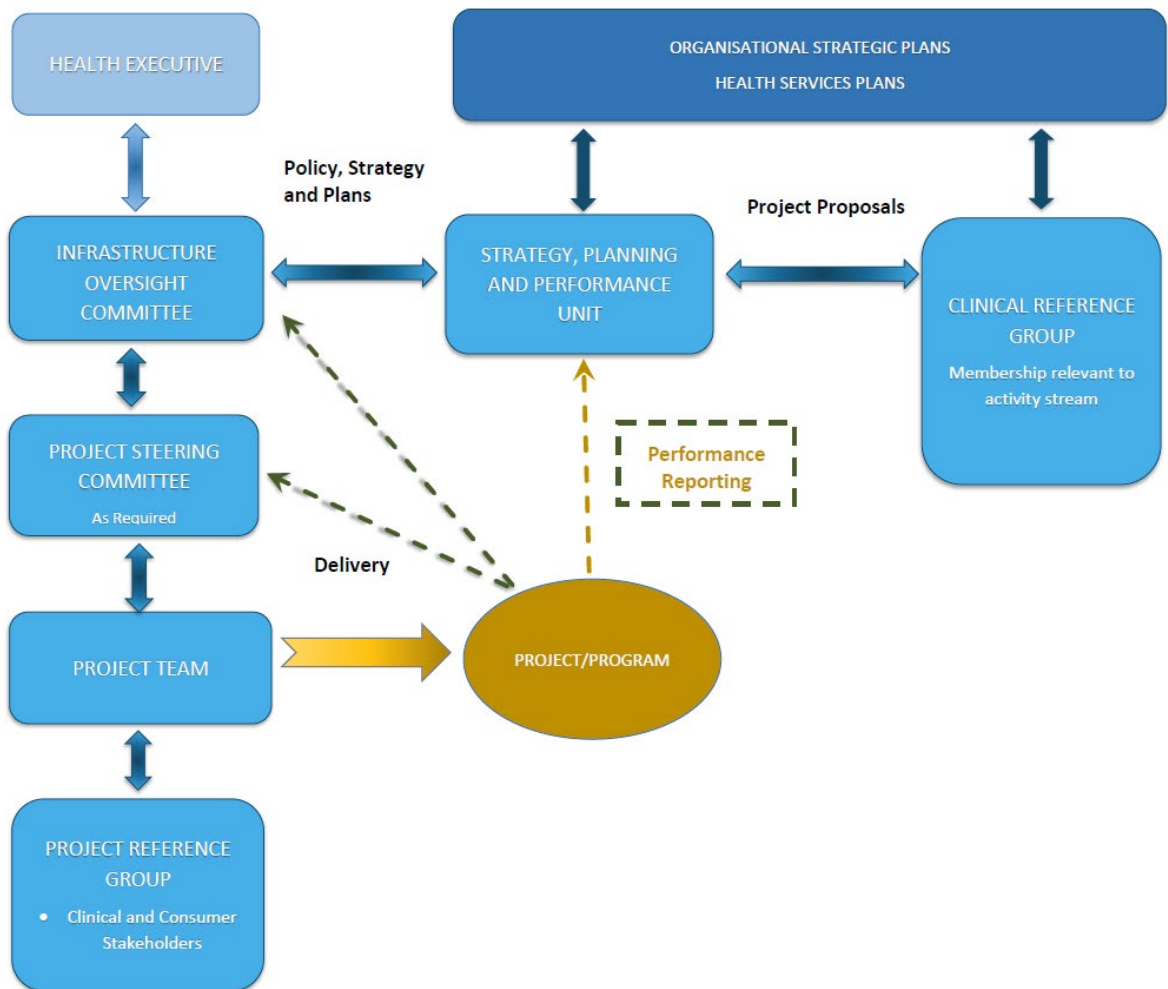 HEALTH EXECUTIVE
ORGANISATIONAL STRATEGIC PLANS
HEALTH SERVICES PLANS
Policy, Strategy
and Plans
Project Proposals
INFRASTRUCTURE
OVERSIGHT
COMMITTEE
STRATEGY, PLANNING
AND PERFORMANCE
UNIT
CLINICAL REFERENCE
GROUP
Membership relevant to
activity stream
PROJECT STEERING
COMMITTEE
As Required
Performance
Reporting
Delivery
PROJECT TEAM
PROJECT/PROGRAM
PROJECT REFERENCE
GROUP
• Clinical and Consumer
Stakeholders